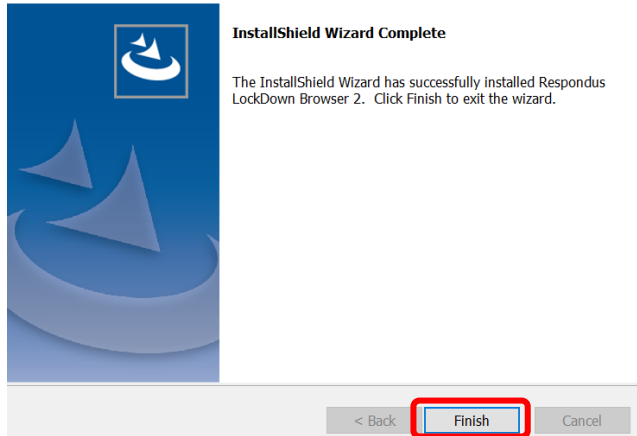 InstallShield Wizard Complete
The InstallShield Wizard has successfully installed Respondus
LockDown Browser 2.  Click Finish to exit the wizard.
< Back
Finish
Cancel